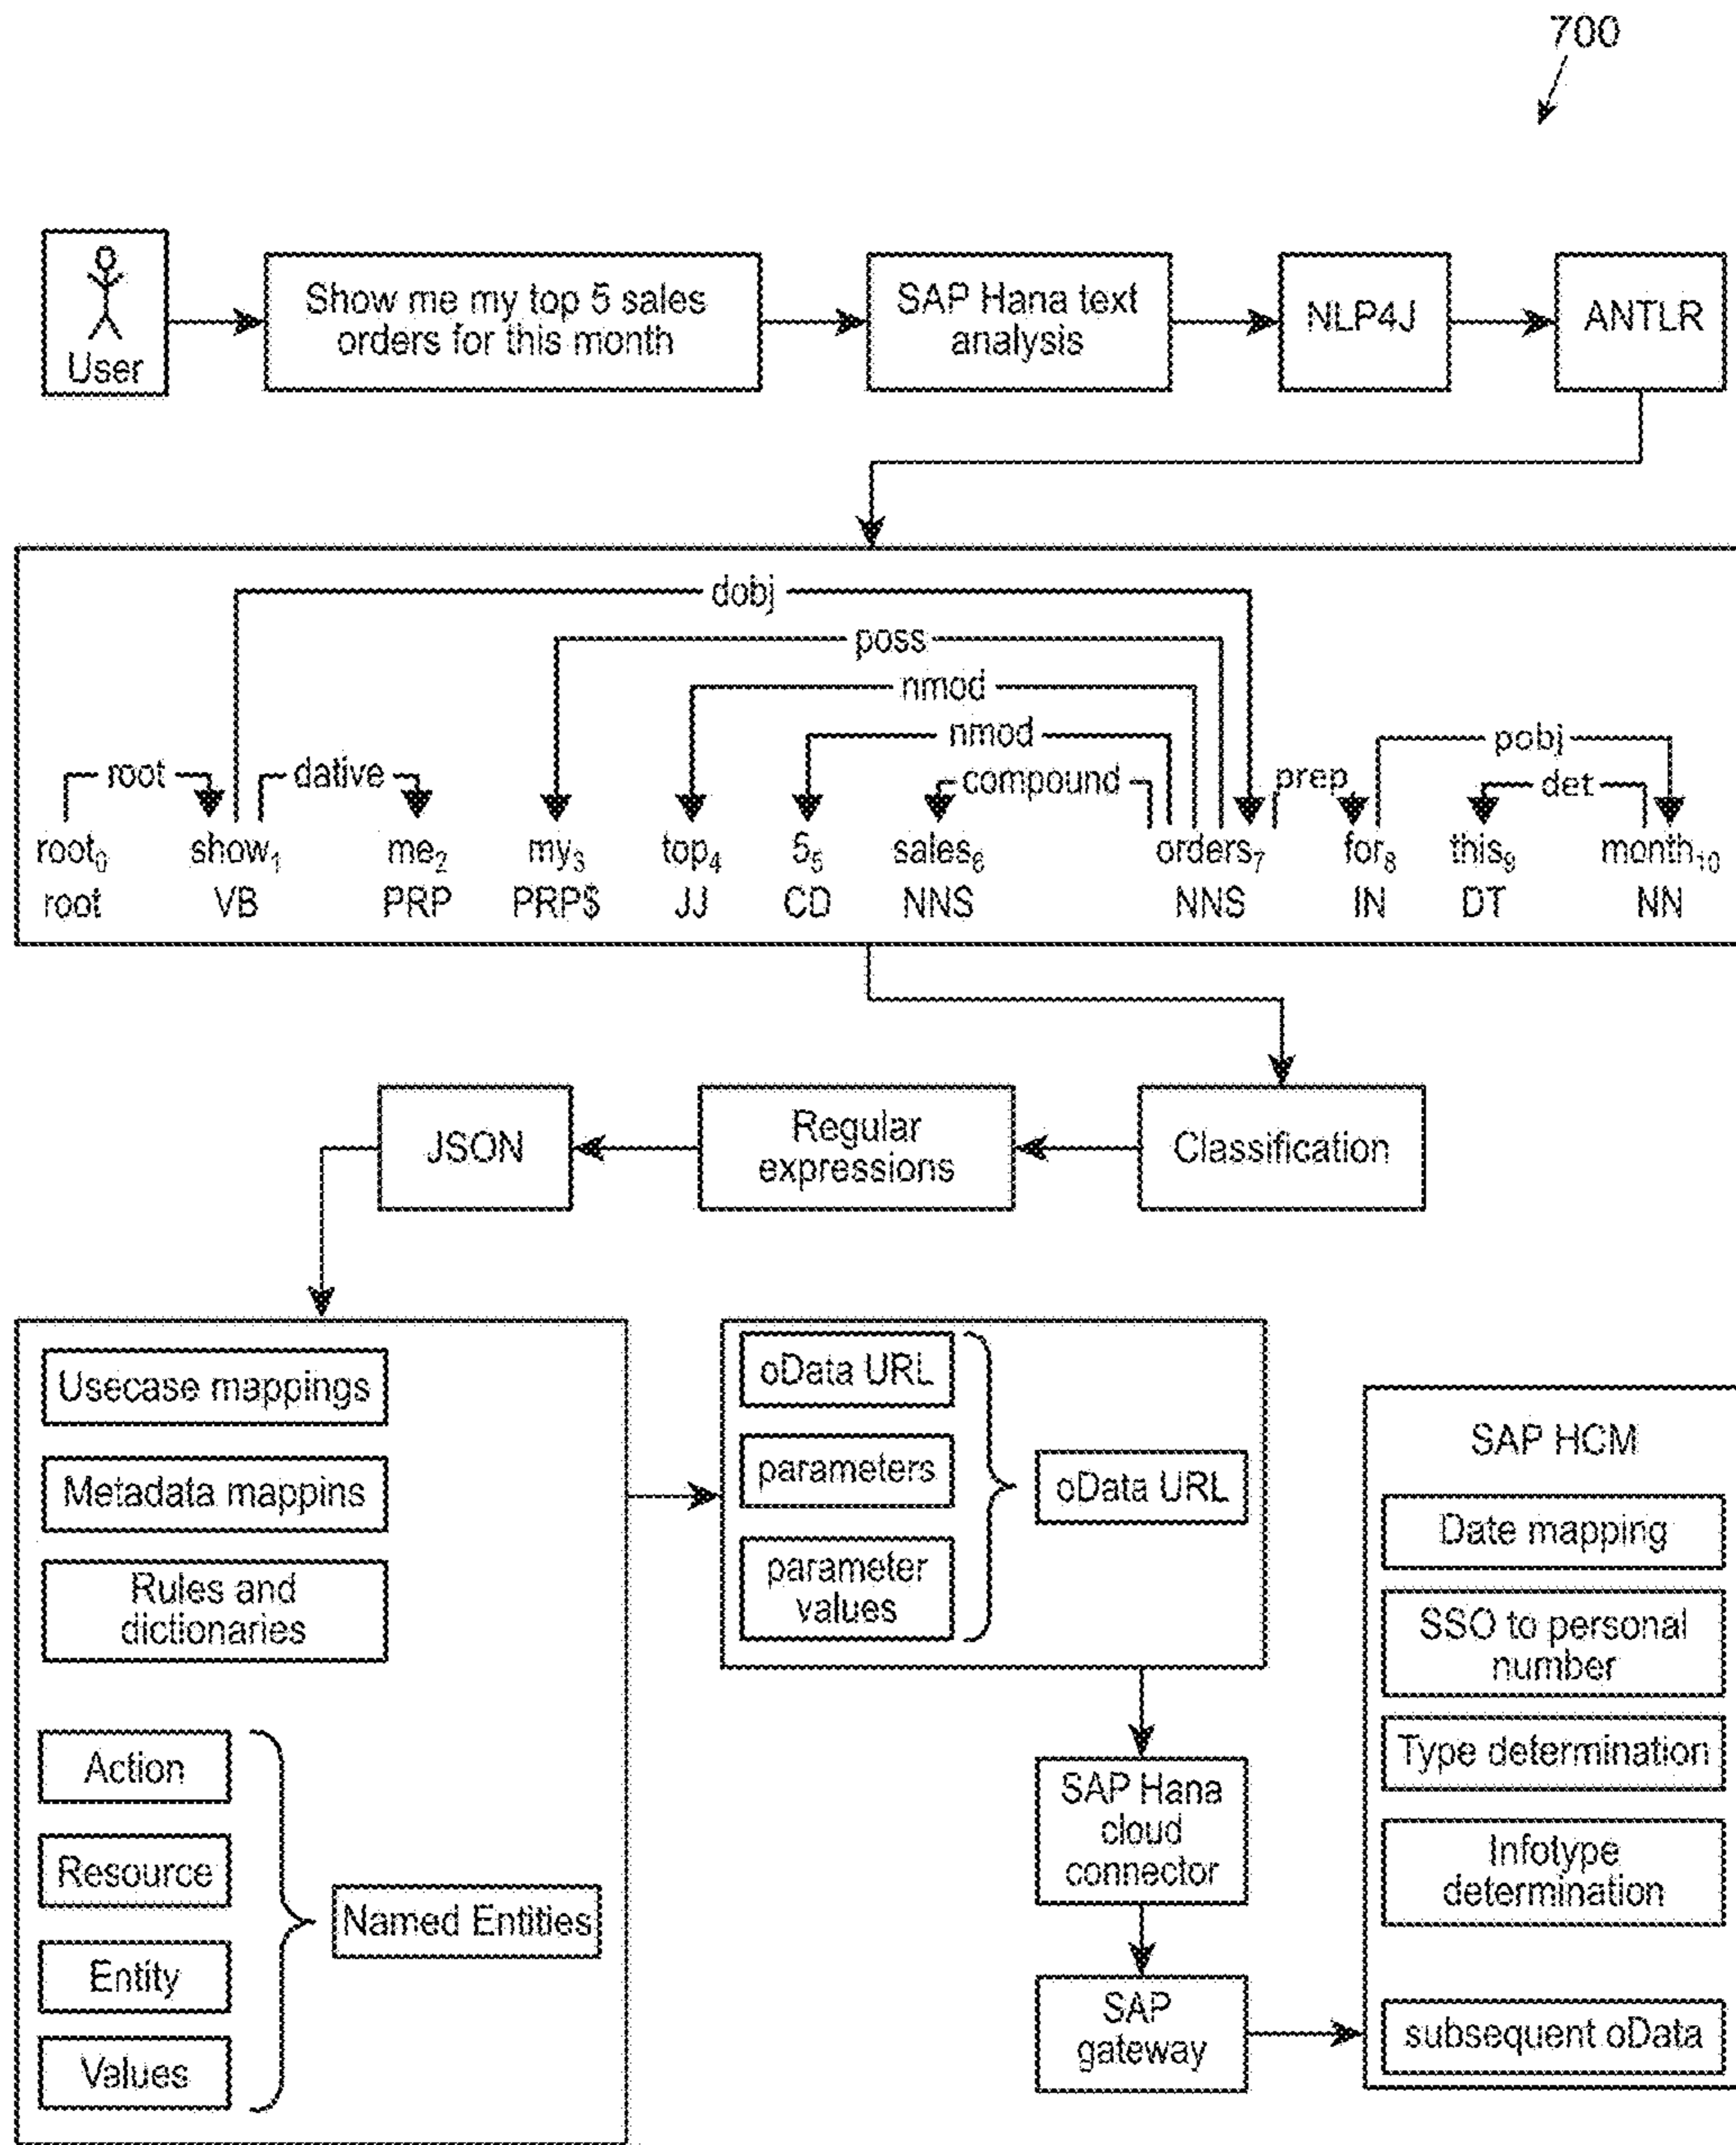 700
User
Show me my top 5 sales
orders for this month
SAP Hana text
analysis
NLP4J
ANTLR
dobj
poss
nmod
nmod
pobj
root
dative
compound
prep
det
root₀ show₁ me₂ my₃ top₄ 5₅ sales₆ orders₇ for₈ this₉ month₁₀
root VB PRP PRP$ JJ CD NNS NNS IN DT NN
JSON
Regular
expressions
Classification
Usecase mappings
Metadata mappins
Rules and
dictionaries
Action
Resource
Entity
Values
Named Entities
oData URL
parameters
parameter
values
oData URL
SAP Hana
cloud
connector
SAP
gateway
SAP HCM
Date mapping
SSO to personal
number
Type determination
Infotype
determination
subsequent oData